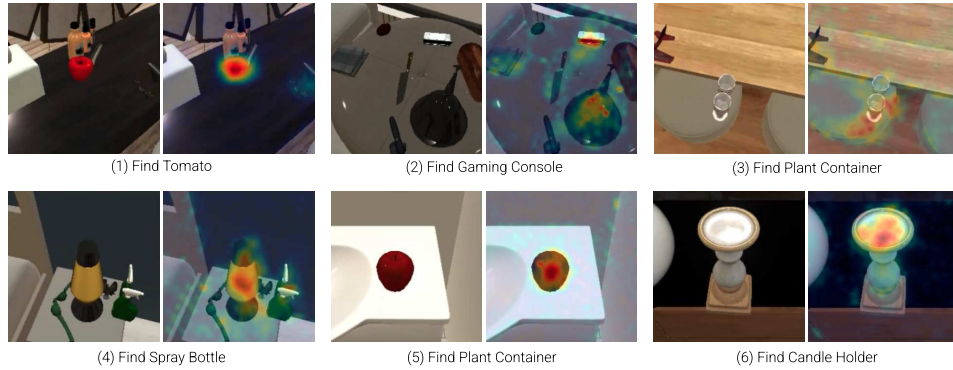 (1) Find Tomato
(2) Find Gaming Console
(3) Find Plant Container
(4) Find Spray Bottle
(5) Find Plant Container
(6) Find Candle Holder